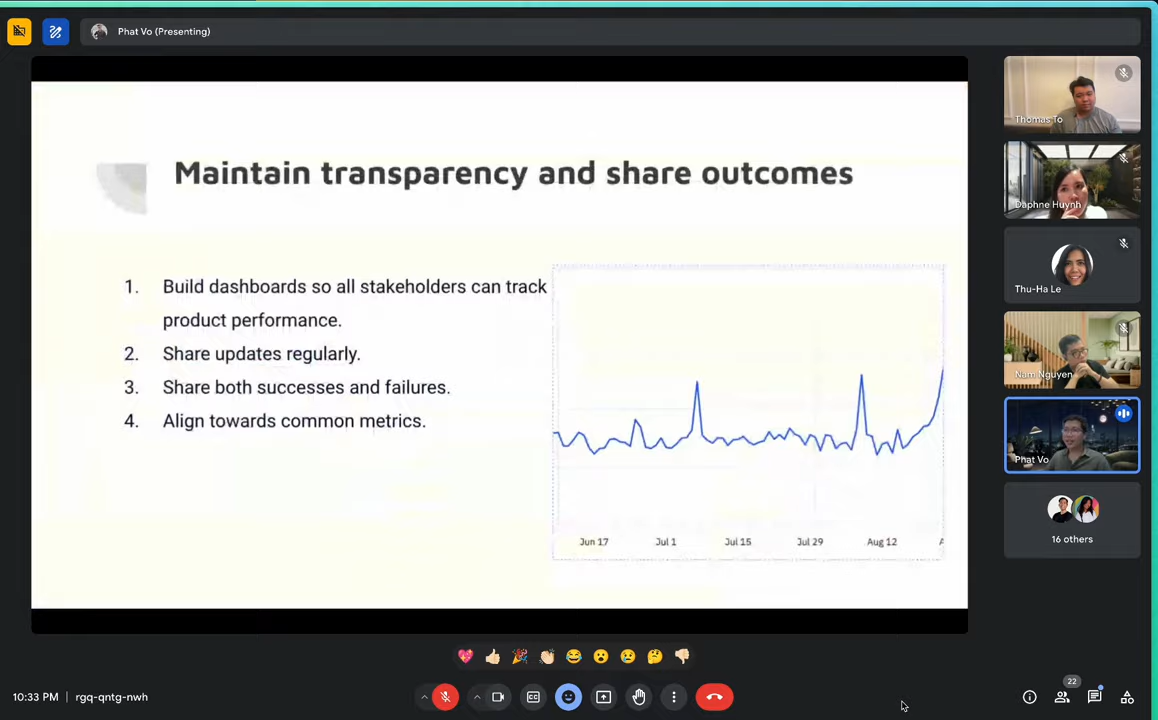 Phat Vo (Presenting)
Maintain transparency and share outcomes
1. Build dashboards so all stakeholders can track
product performance.
2. Share updates regularly.
3. Share both successes and failures.
4. Align towards common metrics.
Jun 17 Jul 1 Jul 15 Jul 29 Aug 12 A
Thomas To
Daphne Huynh
Thu-Ha Le
Nam Nguyen
Phat Vo
16 others
10:33 PM | rgq-qntg-nwh
CC
22